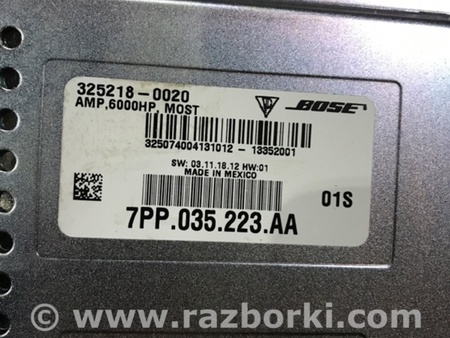 325218-0020
AMP,6000HP, MOST
BOSE
325074004131012 - 13352001
SW: 03.11.18.12 HW:01
MADE IN MEXICO
01S
7PP.035.223.AA
© www.razborki.com